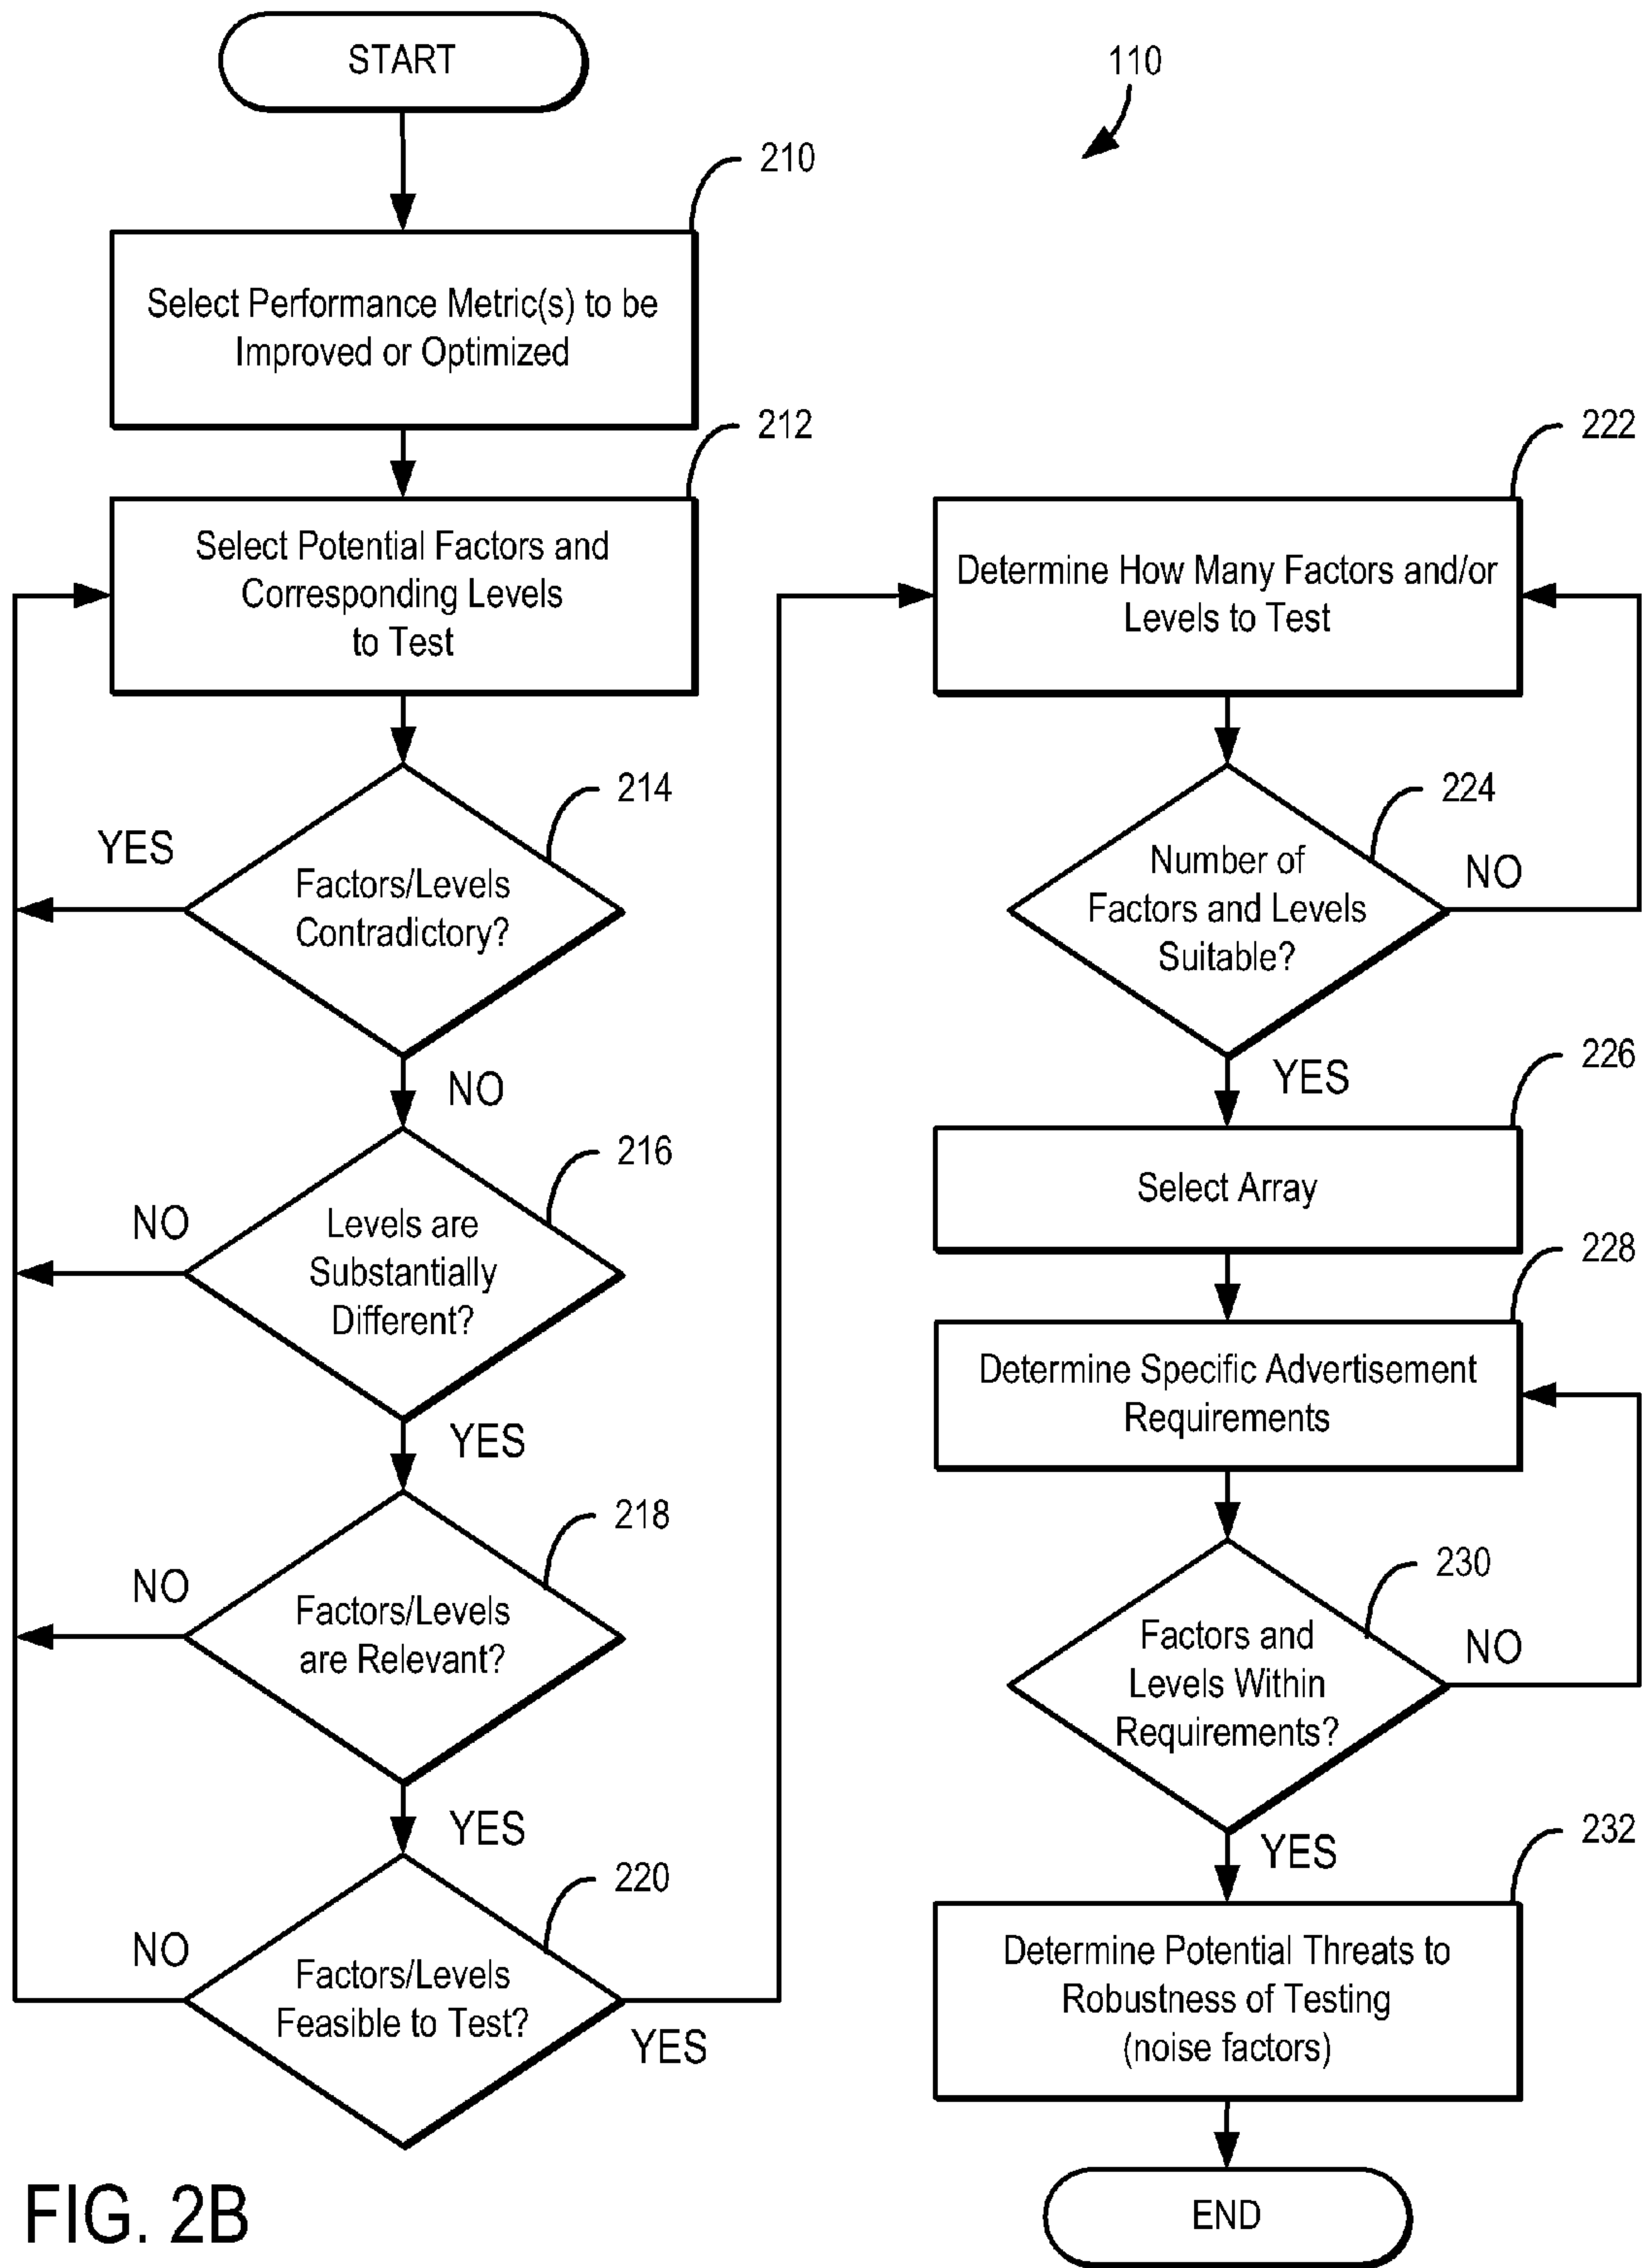 START
110
210
Select Performance Metric(s) to be
Improved or Optimized
212
Select Potential Factors and
Corresponding Levels
to Test
214
YES
Factors/Levels
Contradictory?
NO
216
NO
Levels are
Substantially
Different?
YES
218
NO
Factors/Levels
are Relevant?
YES
220
NO
Factors/Levels
Feasible to Test?
YES
222
Determine How Many Factors and/or
Levels to Test
224
Number of
Factors and Levels
Suitable?
NO
YES
226
Select Array
228
Determine Specific Advertisement
Requirements
230
Factors and
Levels Within
Requirements?
NO
YES
232
Determine Potential Threats to
Robustness of Testing
(noise factors)
END
FIG. 2B